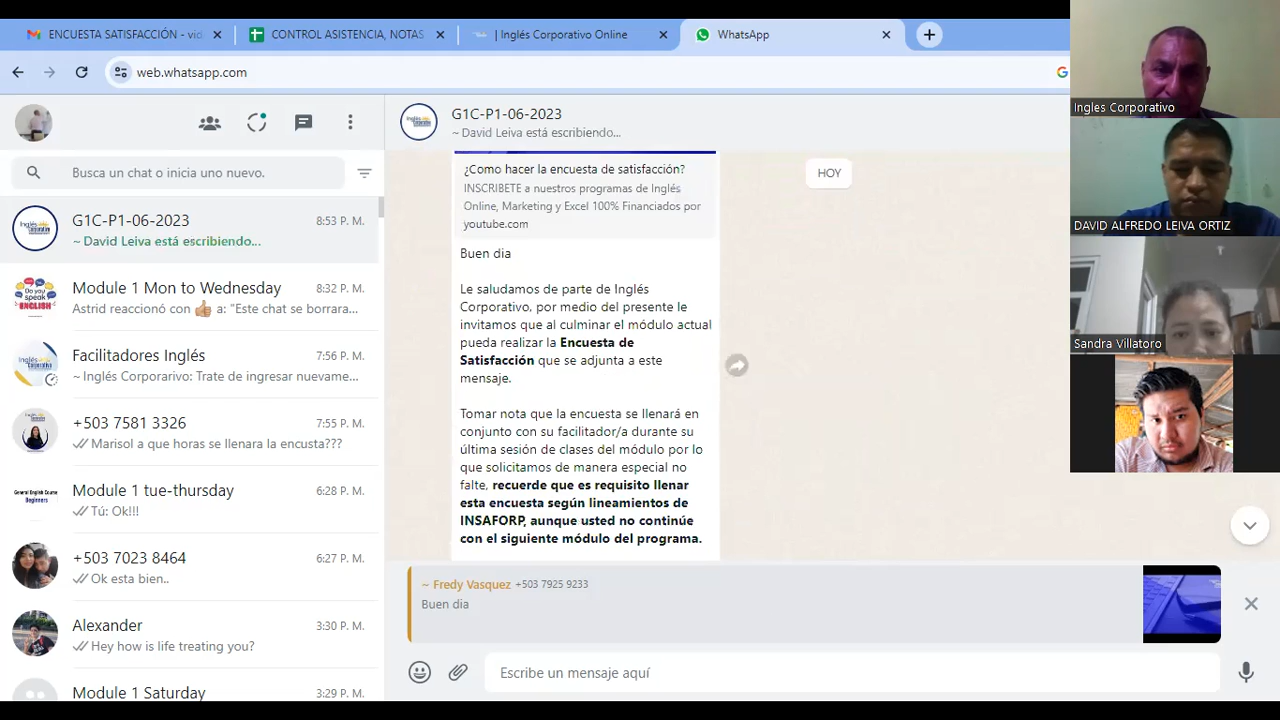 ENCUESTA SATISFACCIÓN - vid
CONTROL ASISTENCIA, NOTAS
| Inglés Corporativo Online
WhatsApp
web.whatsapp.com
G
Busca un chat o inicia uno nuevo.
G1C-P1-06-2023
8:53 P. M.
~ David Leiva está escribiendo...
Module 1 Mon to Wednesday
8:32 P. M.
Astrid reaccionó con 👍🏼 a: "Este chat se borrara...
Facilitadores Inglés
7:56 P. M.
~ Inglés Corporarivo: Trate de ingresar nuevame...
+503 7581 3326
7:55 P. M.
Marisol a que horas se llenara la encusta???
Module 1 tue-thursday
6:28 P. M.
Tú: Ok!!!
+503 7023 8464
6:27 P. M.
Ok esta bien..
Alexander
3:30 P. M.
Hey how is life treating you?
Module 1 Saturday
3:29 P. M.
G1C-P1-06-2023
~ David Leiva está escribiendo...
HOY
¿Como hacer la encuesta de satisfacción?
INSCRIBETE a nuestros programas de Inglés
Online, Marketing y Excel 100% Financiados por
youtube.com
Buen dia
Le saludamos de parte de Inglés
Corporativo, por medio del presente le
invitamos que al culminar el módulo actual
pueda realizar la Encuesta de
Satisfacción que se adjunta a este
mensaje.
Tomar nota que la encuesta se llenará en
conjunto con su facilitador/a durante su
última sesión de clases del módulo por lo
que solicitamos de manera especial no
falte, recuerde que es requisito llenar
esta encuesta según lineamientos de
INSAFORP, aunque usted no continúe
con el siguiente módulo del programa.
~ Fredy Vasquez +503 7925 9233
Buen dia
Escribe un mensaje aquí
Ingles Corporativo
DAVID ALFREDO LEIVA ORTIZ
Sandra Villatoro